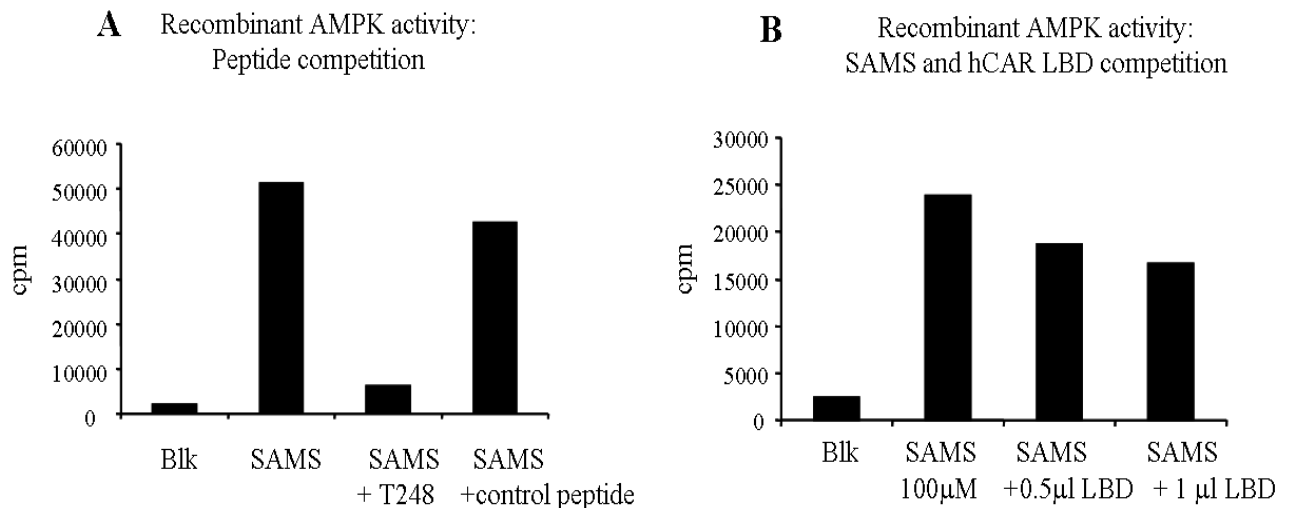 A
Recombinant AMPK activity:
Peptide competition
60000
50000
40000
30000
20000
10000
0
cpm
Blk
SAMS
SAMS
+ T248
SAMS
+control peptide
B
Recombinant AMPK activity:
SAMS and hCAR LBD competition
30000
25000
20000
15000
10000
5000
0
cpm
Blk
SAMS
100µM
SAMS
+0.5µl LBD
SAMS
+ 1 µl LBD